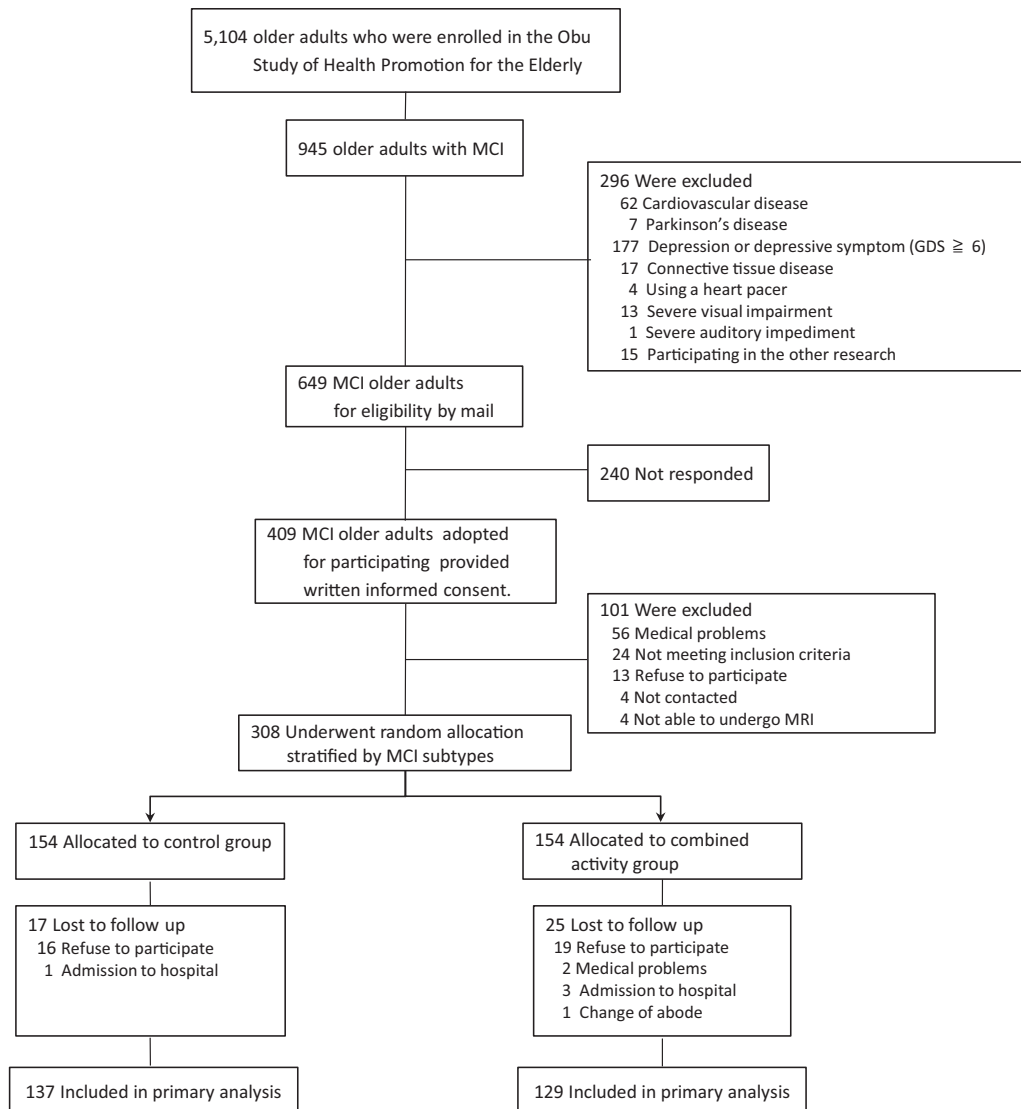 5,104 older adults who were enrolled in the Obu
Study of Health Promotion for the Elderly
945 older adults with MCI
296 Were excluded
62 Cardiovascular disease
7 Parkinson's disease
177 Depression or depressive symptom (GDS ≧ 6)
17 Connective tissue disease
4 Using a heart pacer
13 Severe visual impairment
1 Severe auditory impediment
15 Participating in the other research
649 MCI older adults
for eligibility by mail
240 Not responded
409 MCI older adults adopted
for participating provided
written informed consent.
101 Were excluded
56 Medical problems
24 Not meeting inclusion criteria
13 Refuse to participate
4 Not contacted
4 Not able to undergo MRI
308 Underwent random allocation
stratified by MCI subtypes
154 Allocated to control group
154 Allocated to combined
activity group
17 Lost to follow up
16 Refuse to participate
1 Admission to hospital
25 Lost to follow up
19 Refuse to participate
2 Medical problems
3 Admission to hospital
1 Change of abode
137 Included in primary analysis
129 Included in primary analysis